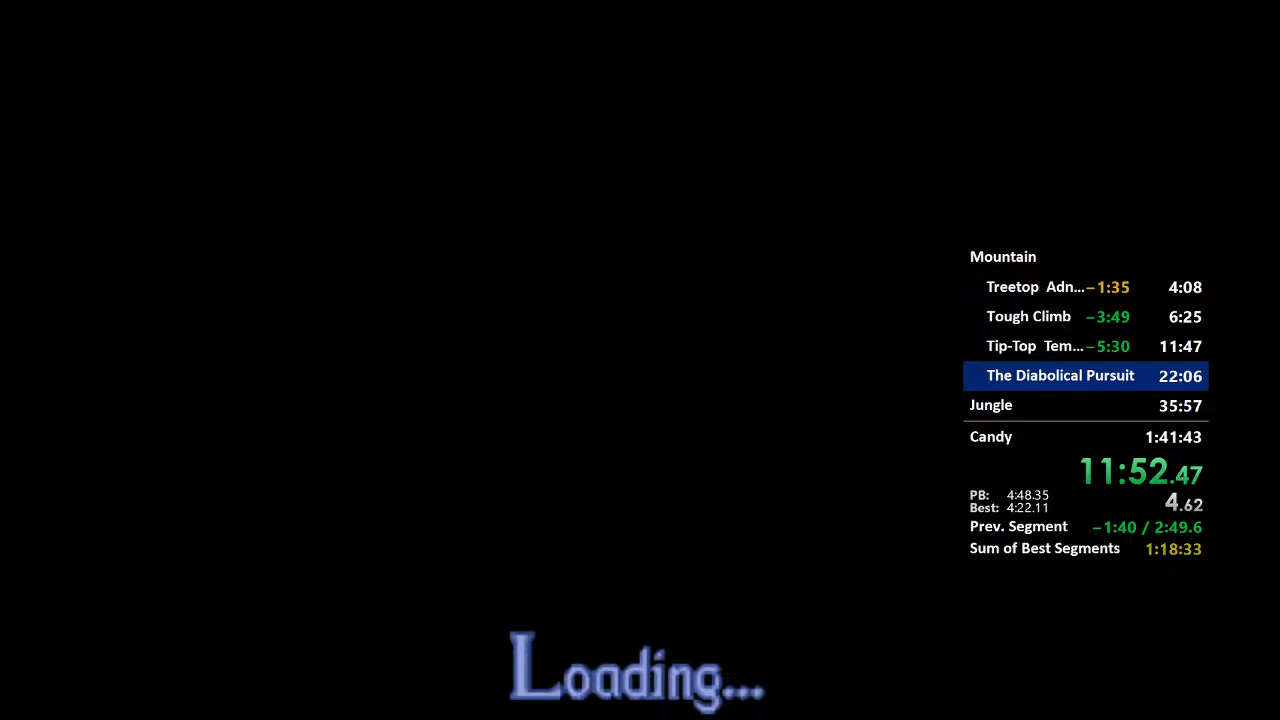 Mountain
Treetop Adn... −1:35 4:08
Tough Climb −3:49 6:25
Tip-Top Tem... −5:30 11:47
The Diabolical Pursuit 22:06
Jungle 35:57
Candy 1:41:43
11:52.47
PB: 4:48.35 4.62
Best: 4:22.11
Prev. Segment −1:40 / 2:49.6
Sum of Best Segments 1:18:33
Loading...